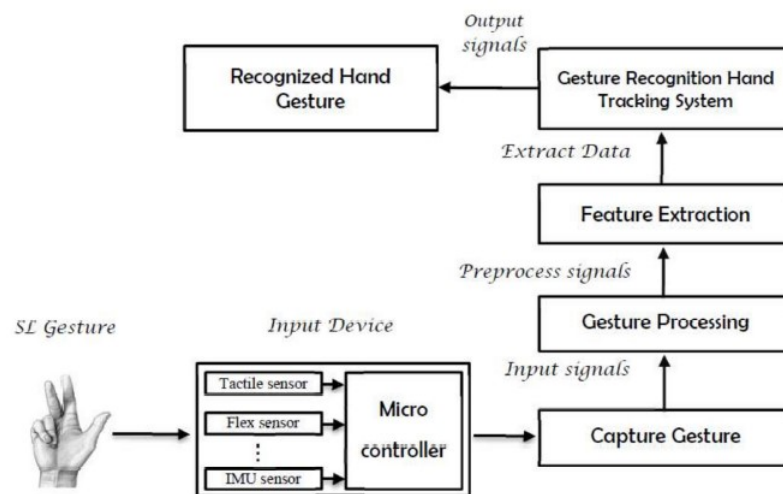 Output
signals
Recognized Hand
Gesture
Gesture Recognition Hand
Tracking System
Extract Data
Feature Extraction
Preprocess signals
SL Gesture
Input Device
Gesture Processing
Input signals
Tactile sensor
Flex sensor
⋮
IMU sensor
Micro
controller
Capture Gesture